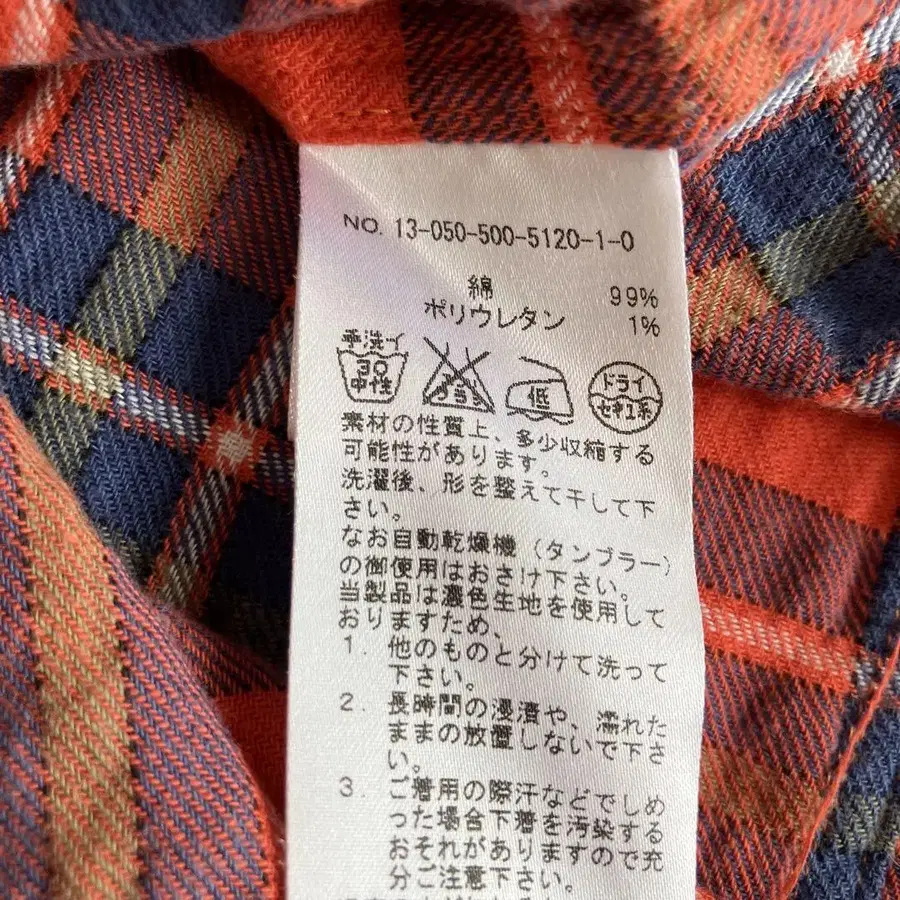 NO. 13-050-500-5120-1-0
綿 99%
ポリウレタン 1%
手洗イ
30
中性
エンソサラシ
低
ドライ
セキユ系
素材の性質上、多少収縮する
可能性があります。
洗濯後、形を整えて干して下
さい。
なお自動乾燥機(タンブラー)
の御使用はおさけ下さい。
当製品は濃色生地を使用して
おりますため、
1. 他のものと分けて洗って
下さい。
2. 長時間の浸漬や、濡れた
ままの放置しないで下さ
い。
3. ご着用の際汗などでしめ
った場合下着を汚染する
おそれがありますので充
分ご注意下さい。